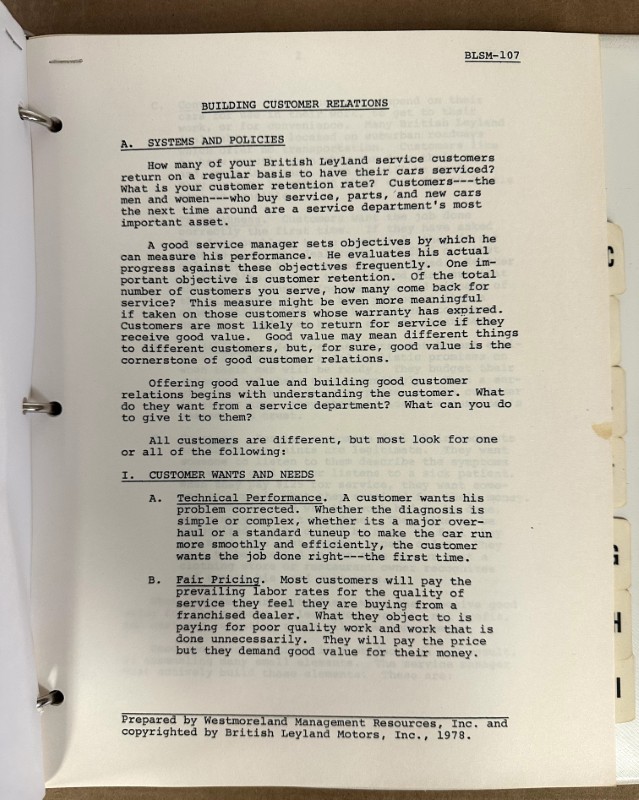 BLSM-107
BUILDING CUSTOMER RELATIONS
A. SYSTEMS AND POLICIES
How many of your British Leyland service customers
return on a regular basis to have their cars serviced?
What is your customer retention rate? Customers---the
men and women---who buy service, parts, and new cars
the next time around are a service department's most
important asset.
A good service manager sets objectives by which he
can measure his performance. He evaluates his actual
progress against these objectives frequently. One im-
portant objective is customer retention. Of the total
number of customers you serve, how many come back for
service? This measure might be even more meaningful
if taken on those customers whose warranty has expired.
Customers are most likely to return for service if they
receive good value. Good value may mean different things
to different customers, but, for sure, good value is the
cornerstone of good customer relations.
Offering good value and building good customer
relations begins with understanding the customer. What
do they want from a service department? What can you do
to give it to them?
All customers are different, but most look for one
or all of the following:
I. CUSTOMER WANTS AND NEEDS
A. Technical Performance. A customer wants his
problem corrected. Whether the diagnosis is
simple or complex, whether its a major over-
haul or a standard tuneup to make the car run
more smoothly and efficiently, the customer
wants the job done right---the first time.
B. Fair Pricing. Most customers will pay the
prevailing labor rates for the quality of
service they feel they are buying from a
franchised dealer. What they object to is
paying for poor quality work and work that is
done unnecessarily. They will pay the price
but they demand good value for their money.
Prepared by Westmoreland Management Resources, Inc. and
copyrighted by British Leyland Motors, Inc., 1978.
C
G
H
I